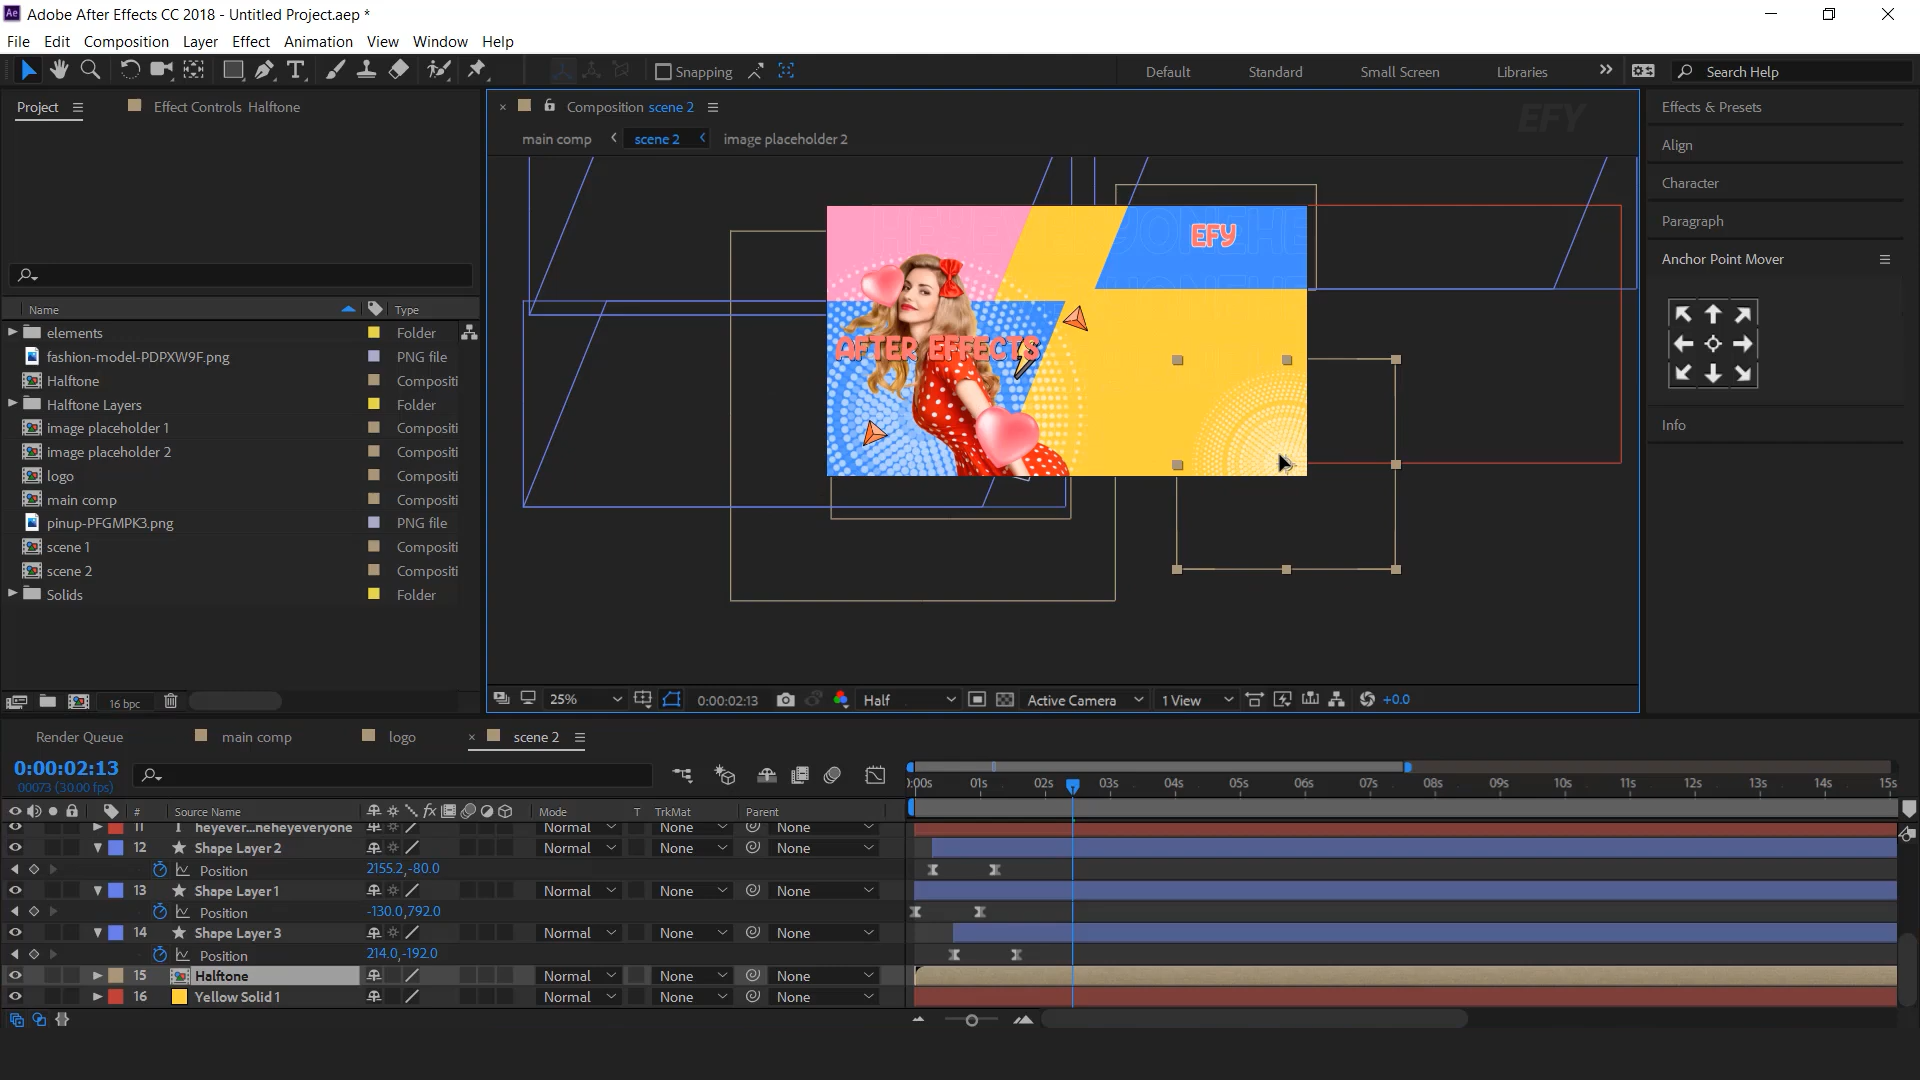 Ae Adobe After Effects CC 2018 - Untitled Project.aep *
File Edit Composition Layer Effect Animation View Window Help
T Snapping Default Standard Small Screen Libraries >> Search Help
Project Effect Controls Halftone
× Composition scene 2
main comp scene 2 image placeholder 2
EFY
Effects & Presets
Align
Character
Paragraph
Anchor Point Mover
Info
EFY
AFTER EFFECTS
Name Type
elements Folder
fashion-model-PDPXW9F.png PNG file
Halftone Compositi
Halftone Layers Folder
image placeholder 1 Compositi
image placeholder 2 Compositi
logo Compositi
main comp Compositi
pinup-PFGMPK3.png PNG file
scene 1 Compositi
scene 2 Compositi
Solids Folder
16 bpc
25% 0:00:02:13 Half Active Camera 1 View +0.0
Render Queue main comp logo × scene 2
0:00:02:13
00073 (30.00 fps)
:00s 01s 02s 03s 04s 05s 06s 07s 08s 09s 10s 11s 12s 13s 14s 15s
# Source Name fx Mode T TrkMat Parent
11 T heyever...neheyeveryone Normal None None
12 Shape Layer 2 Normal None None
Position 2155.2,-80.0
13 Shape Layer 1 Normal None None
Position -130.0,792.0
14 Shape Layer 3 Normal None None
Position 214.0,-192.0
15 Halftone Normal None None
16 Yellow Solid 1 Normal None None